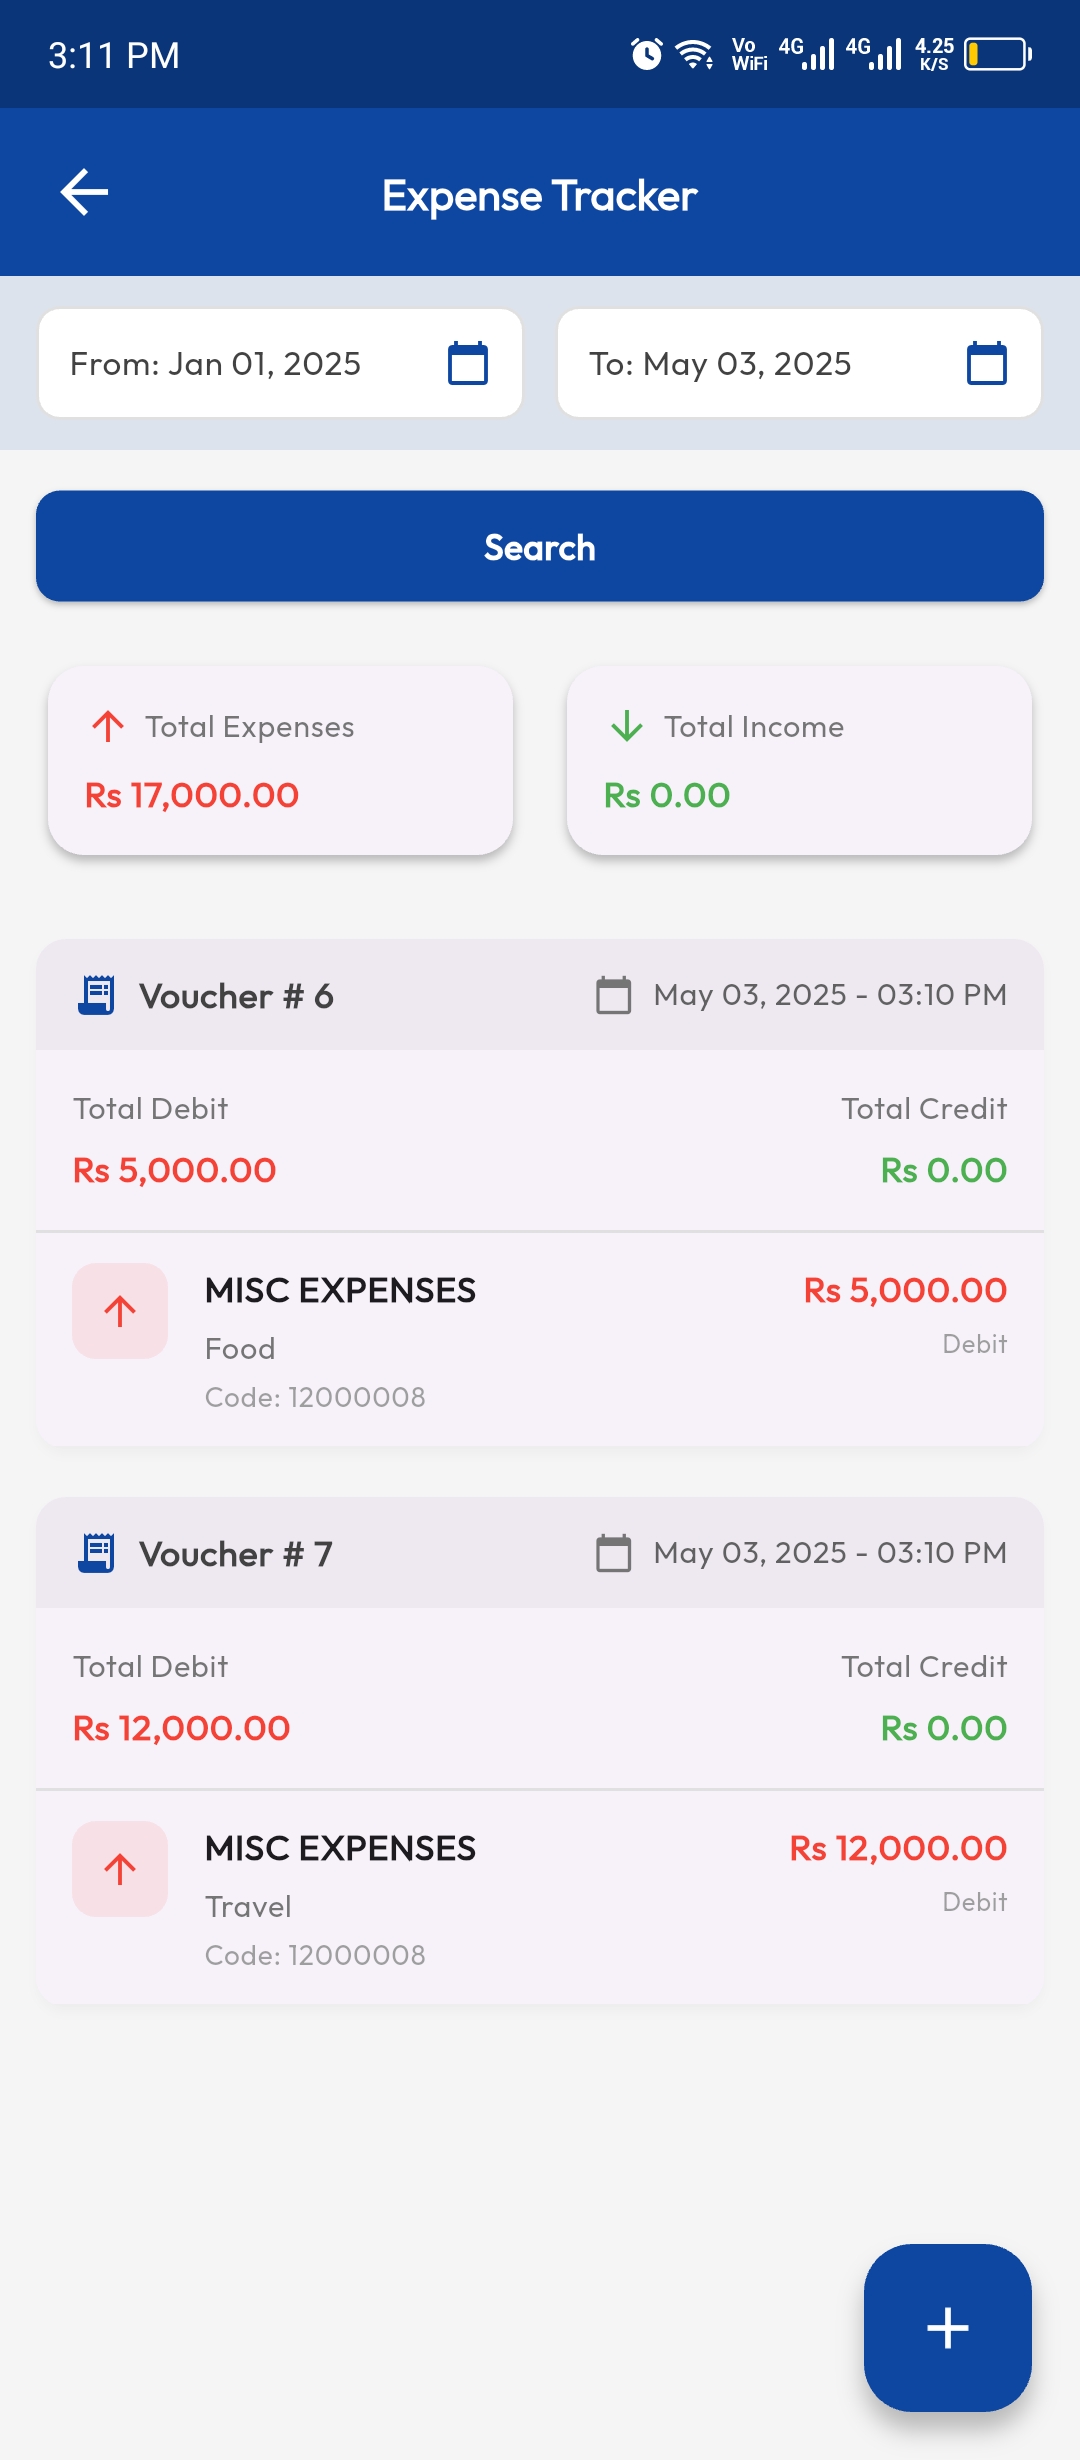 3:11 PM
Vo WiFi 4G 4G 4.25 K/S
Expense Tracker
From: Jan 01, 2025
To: May 03, 2025
Search
Total Expenses
Rs 17,000.00
Total Income
Rs 0.00
Voucher # 6
May 03, 2025 - 03:10 PM
Total Debit
Total Credit
Rs 5,000.00
Rs 0.00
MISC EXPENSES
Rs 5,000.00
Food
Debit
Code: 12000008
Voucher # 7
May 03, 2025 - 03:10 PM
Total Debit
Total Credit
Rs 12,000.00
Rs 0.00
MISC EXPENSES
Rs 12,000.00
Travel
Debit
Code: 12000008